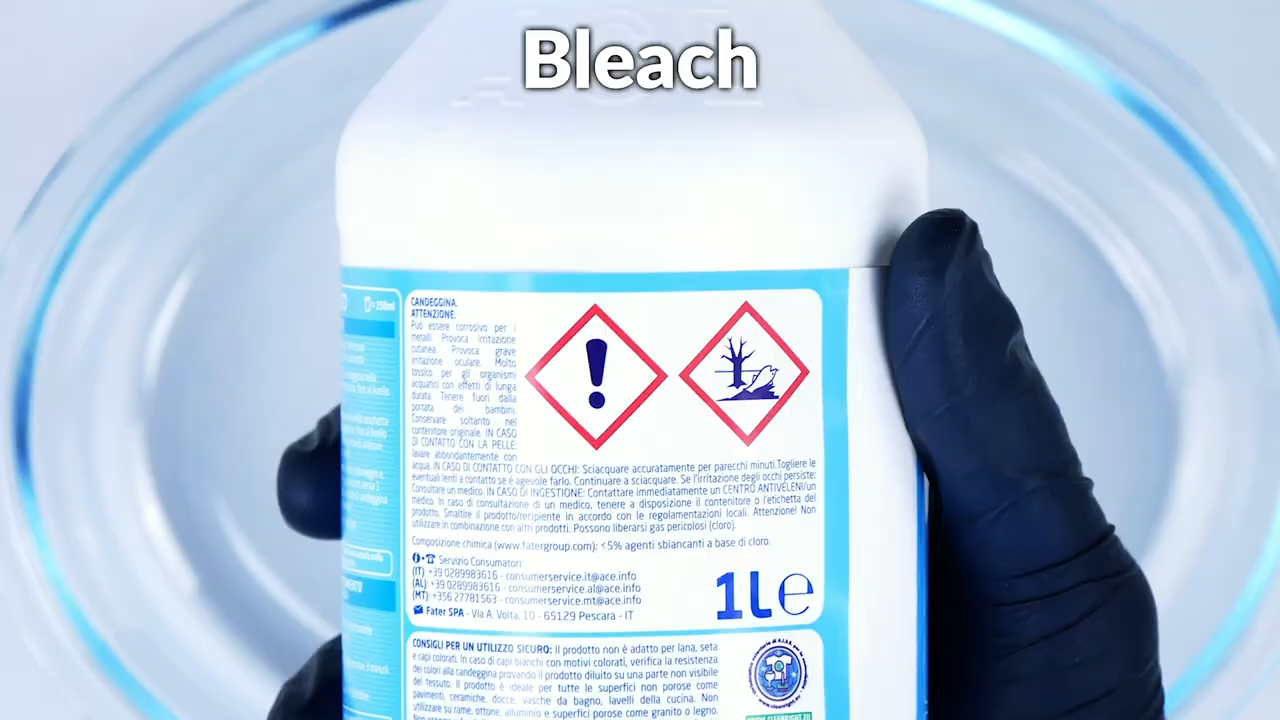 Bleach
ACE
= 150ml
CANDEGGINA.
ATTENZIONE.
Può essere corrosivo per i
metalli. Provoca irritazione
cutanea. Provoca grave
irritazione oculare. Molto
tossico per gli organismi
acquatici con effetti di lunga
durata. Tenere fuori dalla
portata dei bambini.
Conservare soltanto nel
contenitore originale. IN CASO
DI CONTATTO CON LA PELLE:
lavare abbondantemente con
acqua. IN CASO DI CONTATTO CON GLI OCCHI: Sciacquare accuratamente per parecchi minuti.Togliere le
eventuali lenti a contatto se è agevole farlo. Continuare a sciacquare. Se l'irritazione degli occhi persiste:
Consultare un medico. IN CASO DI INGESTIONE: Contattare immediatamente un CENTRO ANTIVELENI/un
medico. In caso di consultazione di un medico, tenere a disposizione il contenitore o l'etichetta del
prodotto. Smaltire il prodotto/recipiente in accordo con le regolamentazioni locali. Attenzione! Non
utilizzare in combinazione con altri prodotti. Possono liberarsi gas pericolosi (cloro).
Composizione chimica (www.fatergroup.com): <5% agenti sbiancanti a base di cloro.
Servizio Consumatori:
(IT) +39 0289983616 - consumerservice.it@ace.info
(AL) +39 0289983616 - consumerservice.al@ace.info
(MT) +356 27781563 - consumerservice.mt@ace.info
Fater SPA - Via A. Volta, 10 - 65129 Pescara - IT
1L e
CONSIGLI PER UN UTILIZZO SICURO: Il prodotto non è adatto per lana, seta
e capi colorati. In caso di capi bianchi con motivi colorati, verifica la resistenza
dei colori alla candeggina provando il prodotto diluito su una parte non visibile
del tessuto. Il prodotto è ideale per tutte le superfici non porose come
pavimenti, ceramiche, docce, vasche da bagno, lavelli della cucina. Non
utilizzare su rame, ottone, alluminio e superfici porose come granito o legno.